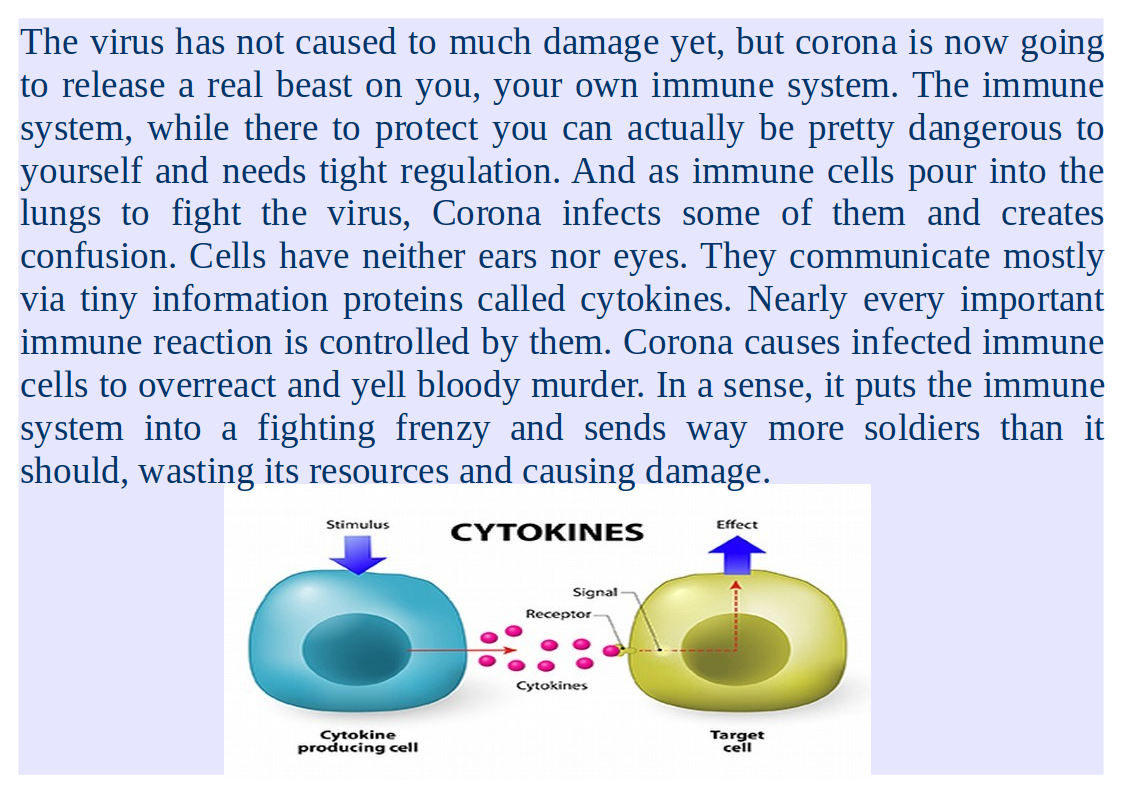 The virus has not caused to much damage yet, but corona is now going
to release a real beast on you, your own immune system. The immune
system, while there to protect you can actually be pretty dangerous to
yourself and needs tight regulation. And as immune cells pour into the
lungs to fight the virus, Corona infects some of them and creates
confusion. Cells have neither ears nor eyes. They communicate mostly
via tiny information proteins called cytokines. Nearly every important
immune reaction is controlled by them. Corona causes infected immune
cells to overreact and yell bloody murder. In a sense, it puts the immune
system into a fighting frenzy and sends way more soldiers than it
should, wasting its resources and causing damage.
Stimulus
CYTOKINES
Effect
Signal
Receptor
Cytokines
Cytokine
producing cell
Target
cell